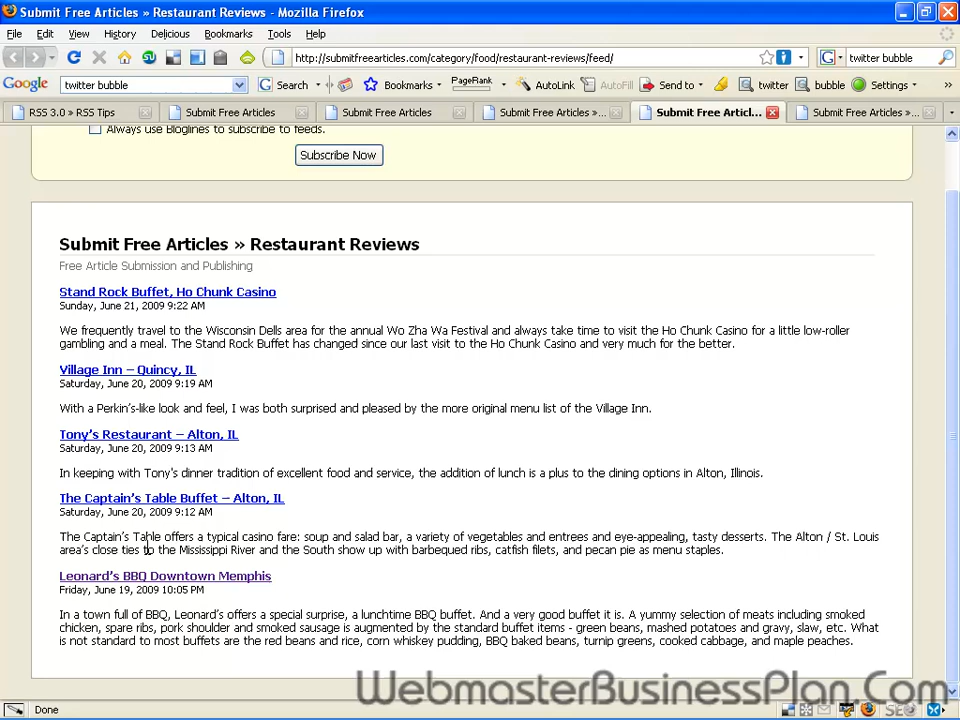 Submit Free Articles » Restaurant Reviews - Mozilla Firefox
File Edit View History Delicious Bookmarks Tools Help
http://submitfreearticles.com/category/food/restaurant-reviews/feed/ twitter bubble
Google twitter bubble Search Bookmarks PageRank AutoLink AutoFill Send to twitter bubble Settings »
RSS 3.0 » RSS Tips Submit Free Articles Submit Free Articles Submit Free Articles »... Submit Free Articl... Submit Free Articles »...
Always use Bloglines to subscribe to feeds.
Subscribe Now
Submit Free Articles » Restaurant Reviews
Free Article Submission and Publishing
Stand Rock Buffet, Ho Chunk Casino
Sunday, June 21, 2009 9:22 AM
We frequently travel to the Wisconsin Dells area for the annual Wo Zha Wa Festival and always take time to visit the Ho Chunk Casino for a little low-roller
gambling and a meal. The Stand Rock Buffet has changed since our last visit to the Ho Chunk Casino and very much for the better.
Village Inn – Quincy, IL
Saturday, June 20, 2009 9:19 AM
With a Perkin's-like look and feel, I was both surprised and pleased by the more original menu list of the Village Inn.
Tony's Restaurant – Alton, IL
Saturday, June 20, 2009 9:13 AM
In keeping with Tony's dinner tradition of excellent food and service, the addition of lunch is a plus to the dining options in Alton, Illinois.
The Captain's Table Buffet – Alton, IL
Saturday, June 20, 2009 9:12 AM
The Captain's Table offers a typical casino fare: soup and salad bar, a variety of vegetables and entrees and eye-appealing, tasty desserts. The Alton / St. Louis
area's close ties to the Mississippi River and the South show up with barbequed ribs, catfish filets, and pecan pie as menu staples.
Leonard's BBQ Downtown Memphis
Friday, June 19, 2009 10:05 PM
In a town full of BBQ, Leonard's offers a special surprise, a lunchtime BBQ buffet. And a very good buffet it is. A yummy selection of meats including smoked
chicken, spare ribs, pork shoulder and smoked sausage is augmented by the standard buffet items - green beans, mashed potatoes and gravy, slaw, etc. What
is not standard to most buffets are the red beans and rice, corn whiskey pudding, BBQ baked beans, turnip greens, cooked cabbage, and maple peaches.
WebmasterBusinessPlan.Com
Done